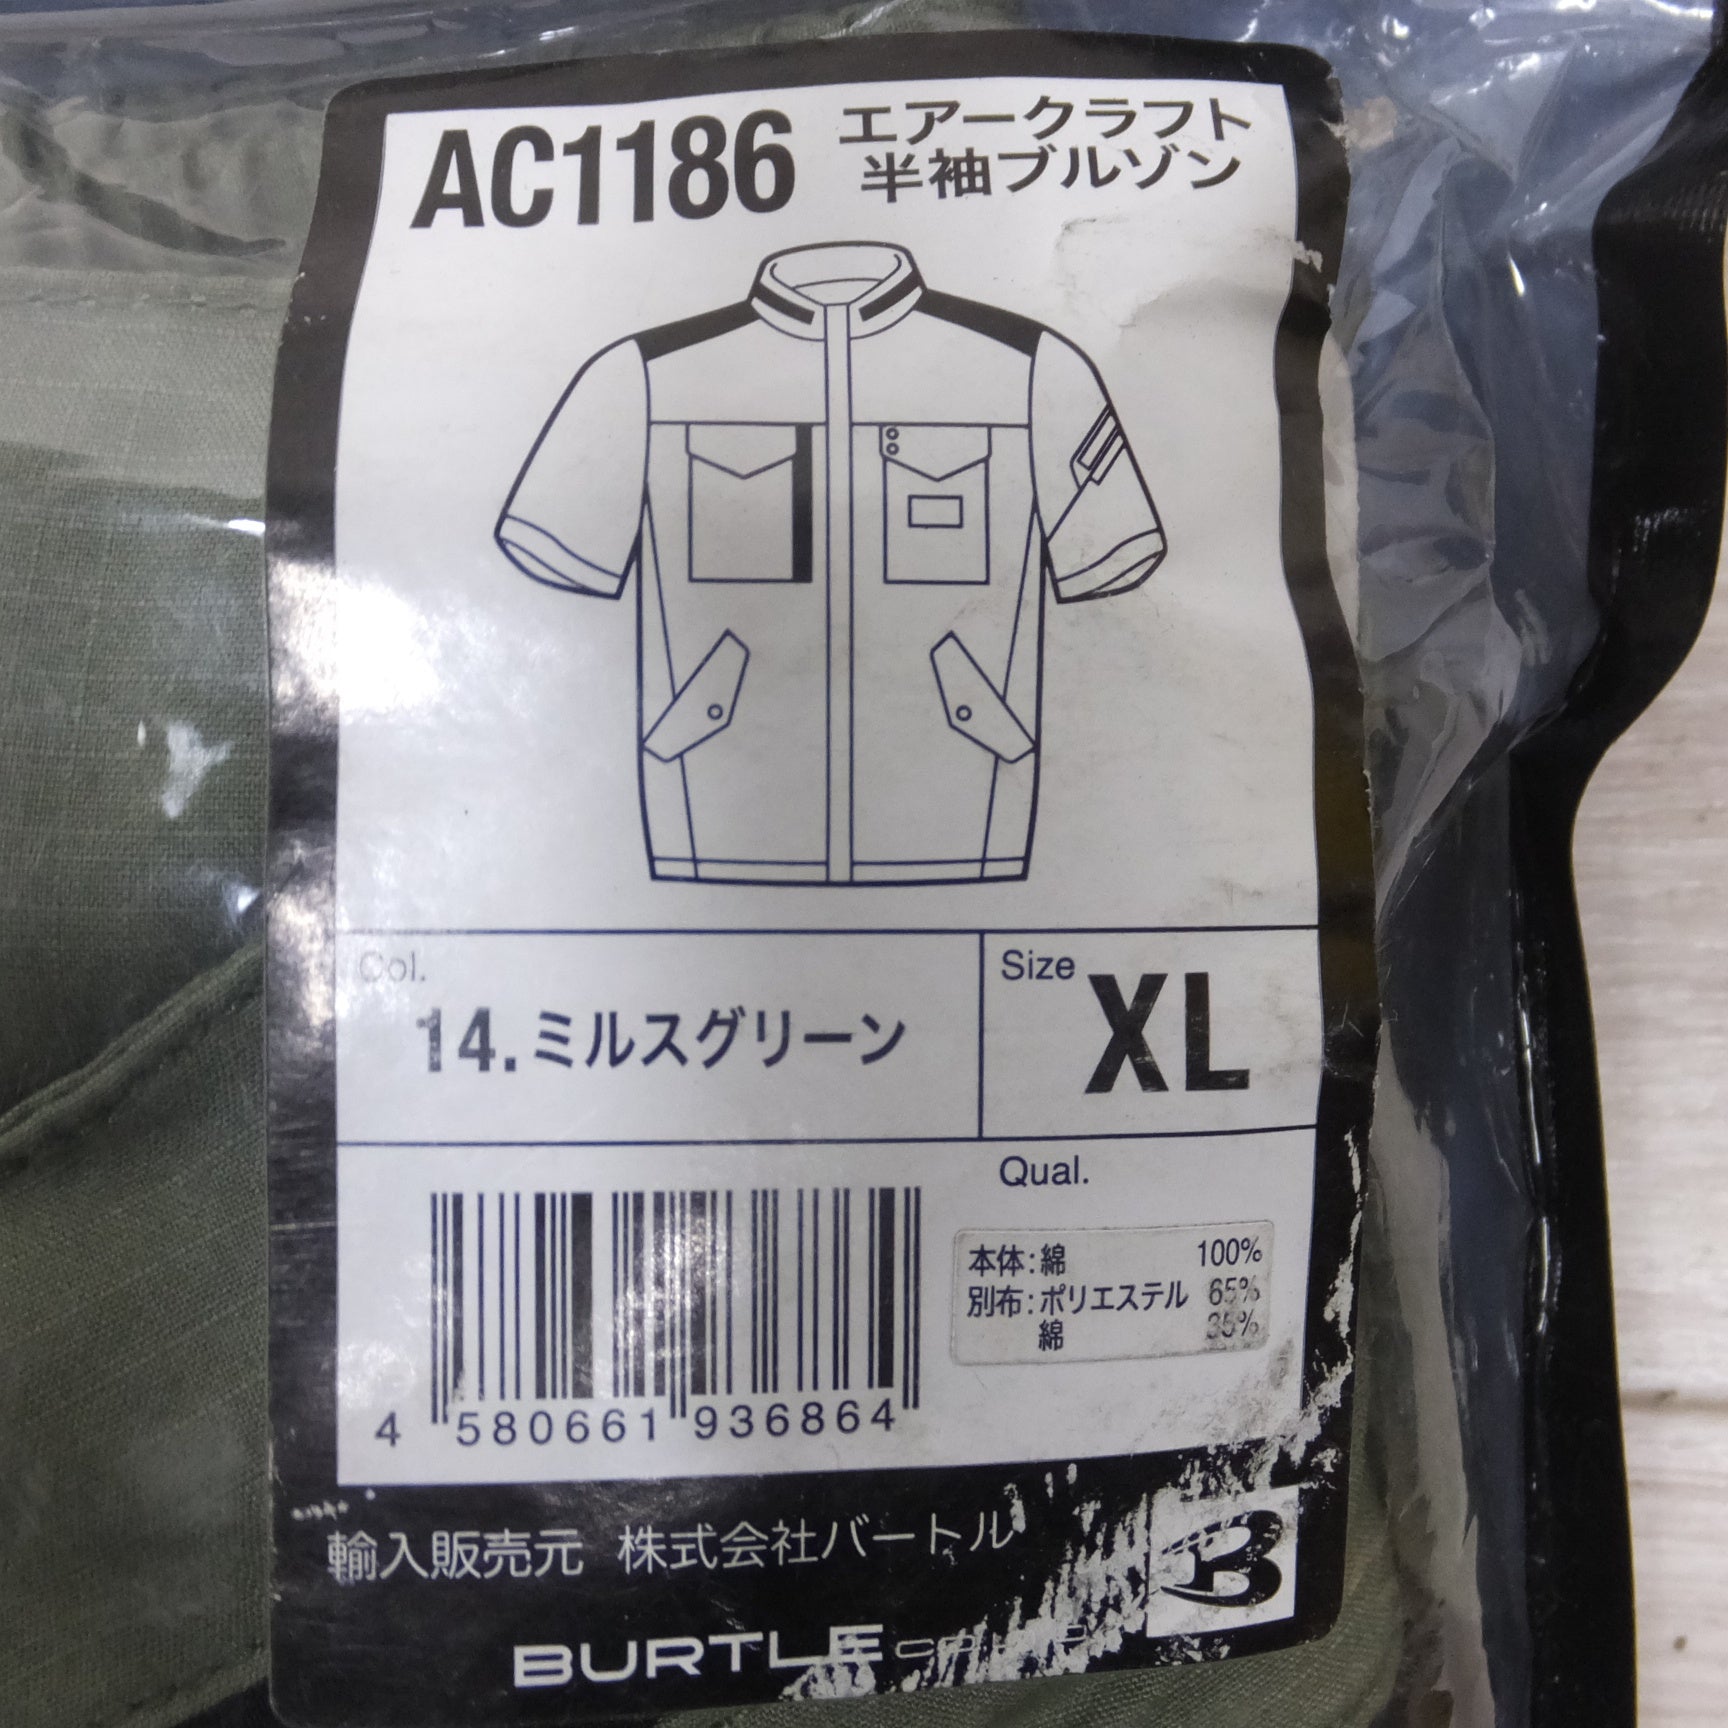 AC1186 エアークラフト
半袖ブルゾン
Col.
14.ミルスグリーン
Size
XL
Qual.
本体:綿 100%
別布:ポリエステル 65%
綿 35%
4 580661 936864
輸入販売元 株式会社バートル
BURTLE